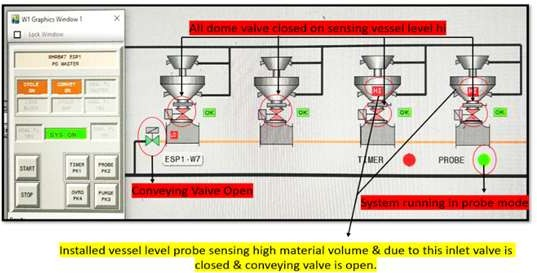 W1 Graphics Window 1
Lock Window
All dome valve closed on sensing vessel level hi
PG MASTER
CYCLE ON
CONVEY ON
SYS ON
START
STOP
TIMER PK1
PROBE PK2
OVRD PK4
PURGE PK3
OK
OK
OK
OK
HI
ESP1-W7
TIMER
PROBE
Conveying Valve Open
System running in probe mode
Installed vessel level probe sensing high material volume & due to this inlet valve is
closed & conveying valve is open.